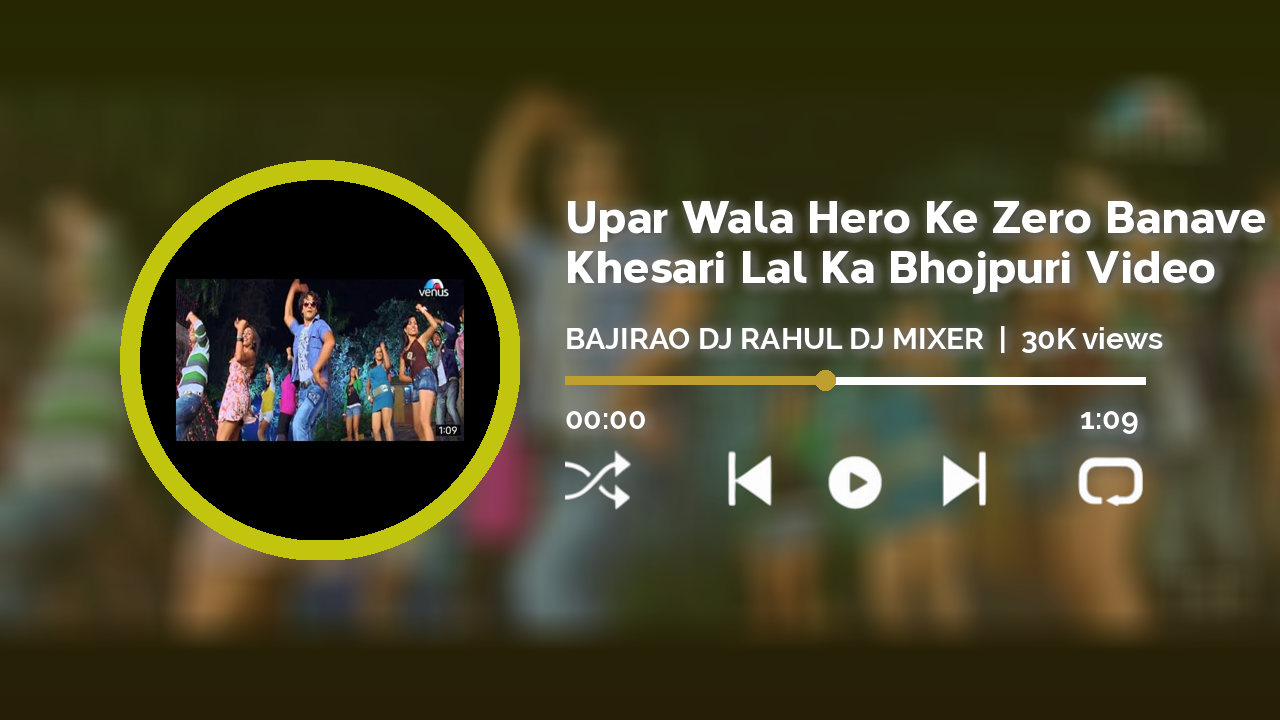 venus
1:09
Upar Wala Hero Ke Zero Banave
Khesari Lal Ka Bhojpuri Video
BAJIRAO DJ RAHUL DJ MIXER | 30K views
00:00
1:09